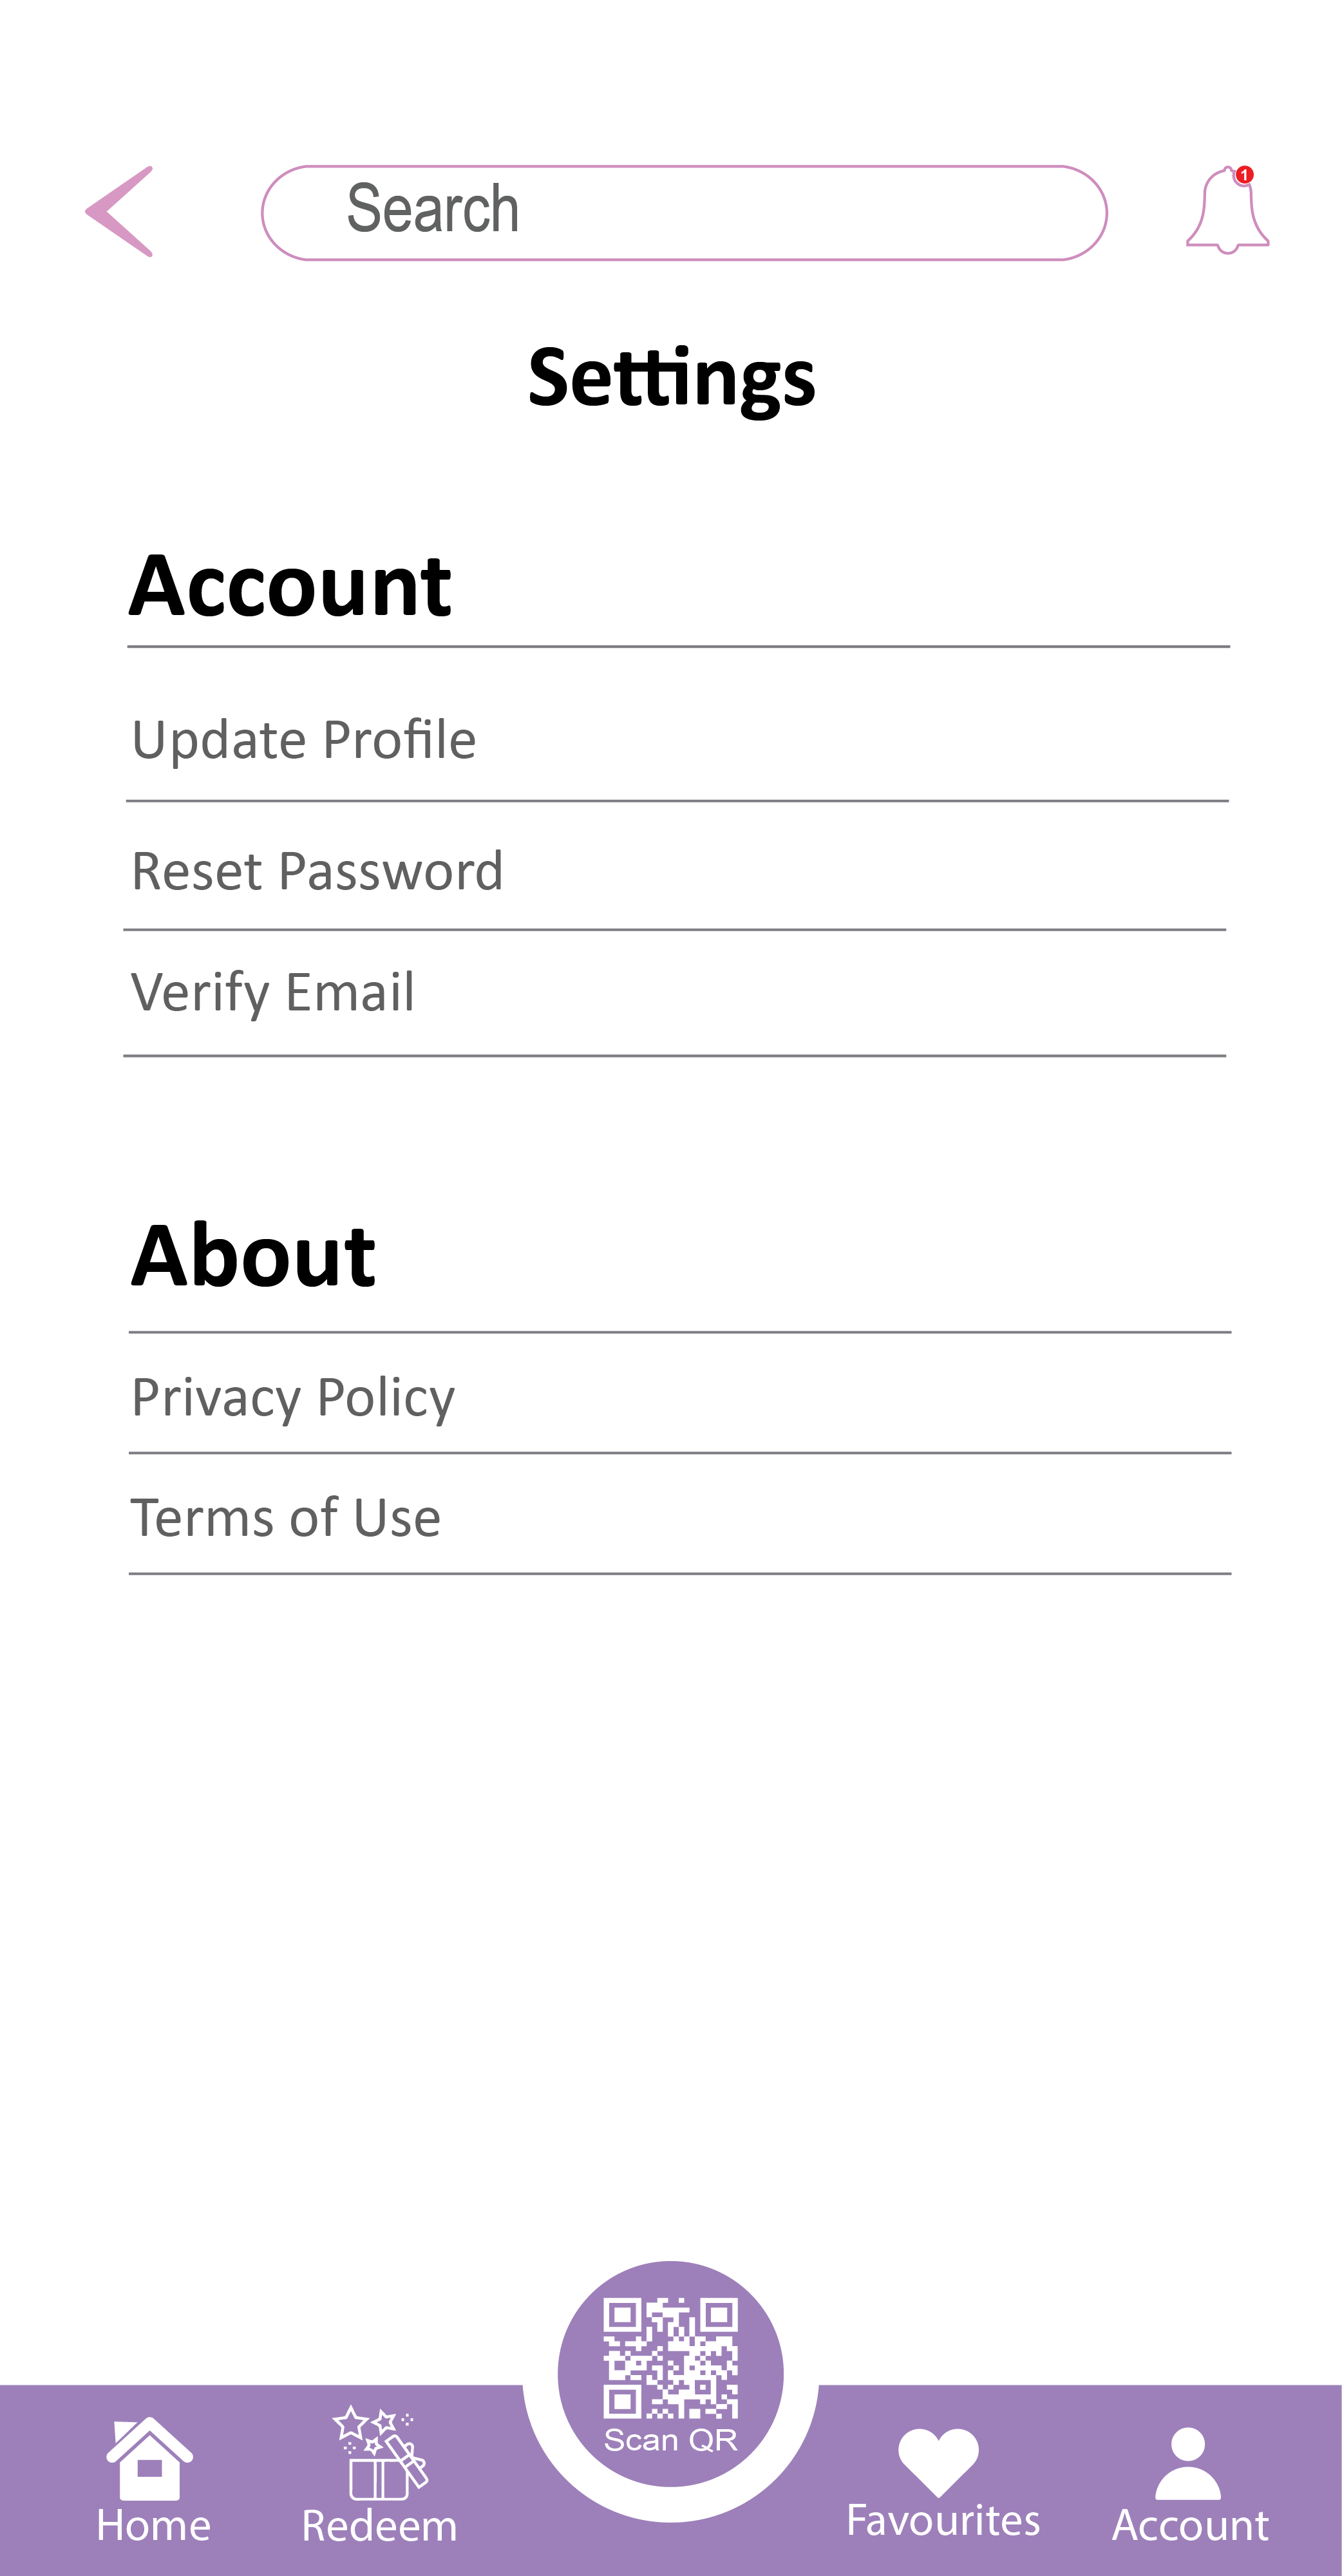 Search
1
Settings
Account
Update Profile
Reset Password
Verify Email
About
Privacy Policy
Terms of Use
Scan QR
Home
Redeem
Favourites
Account